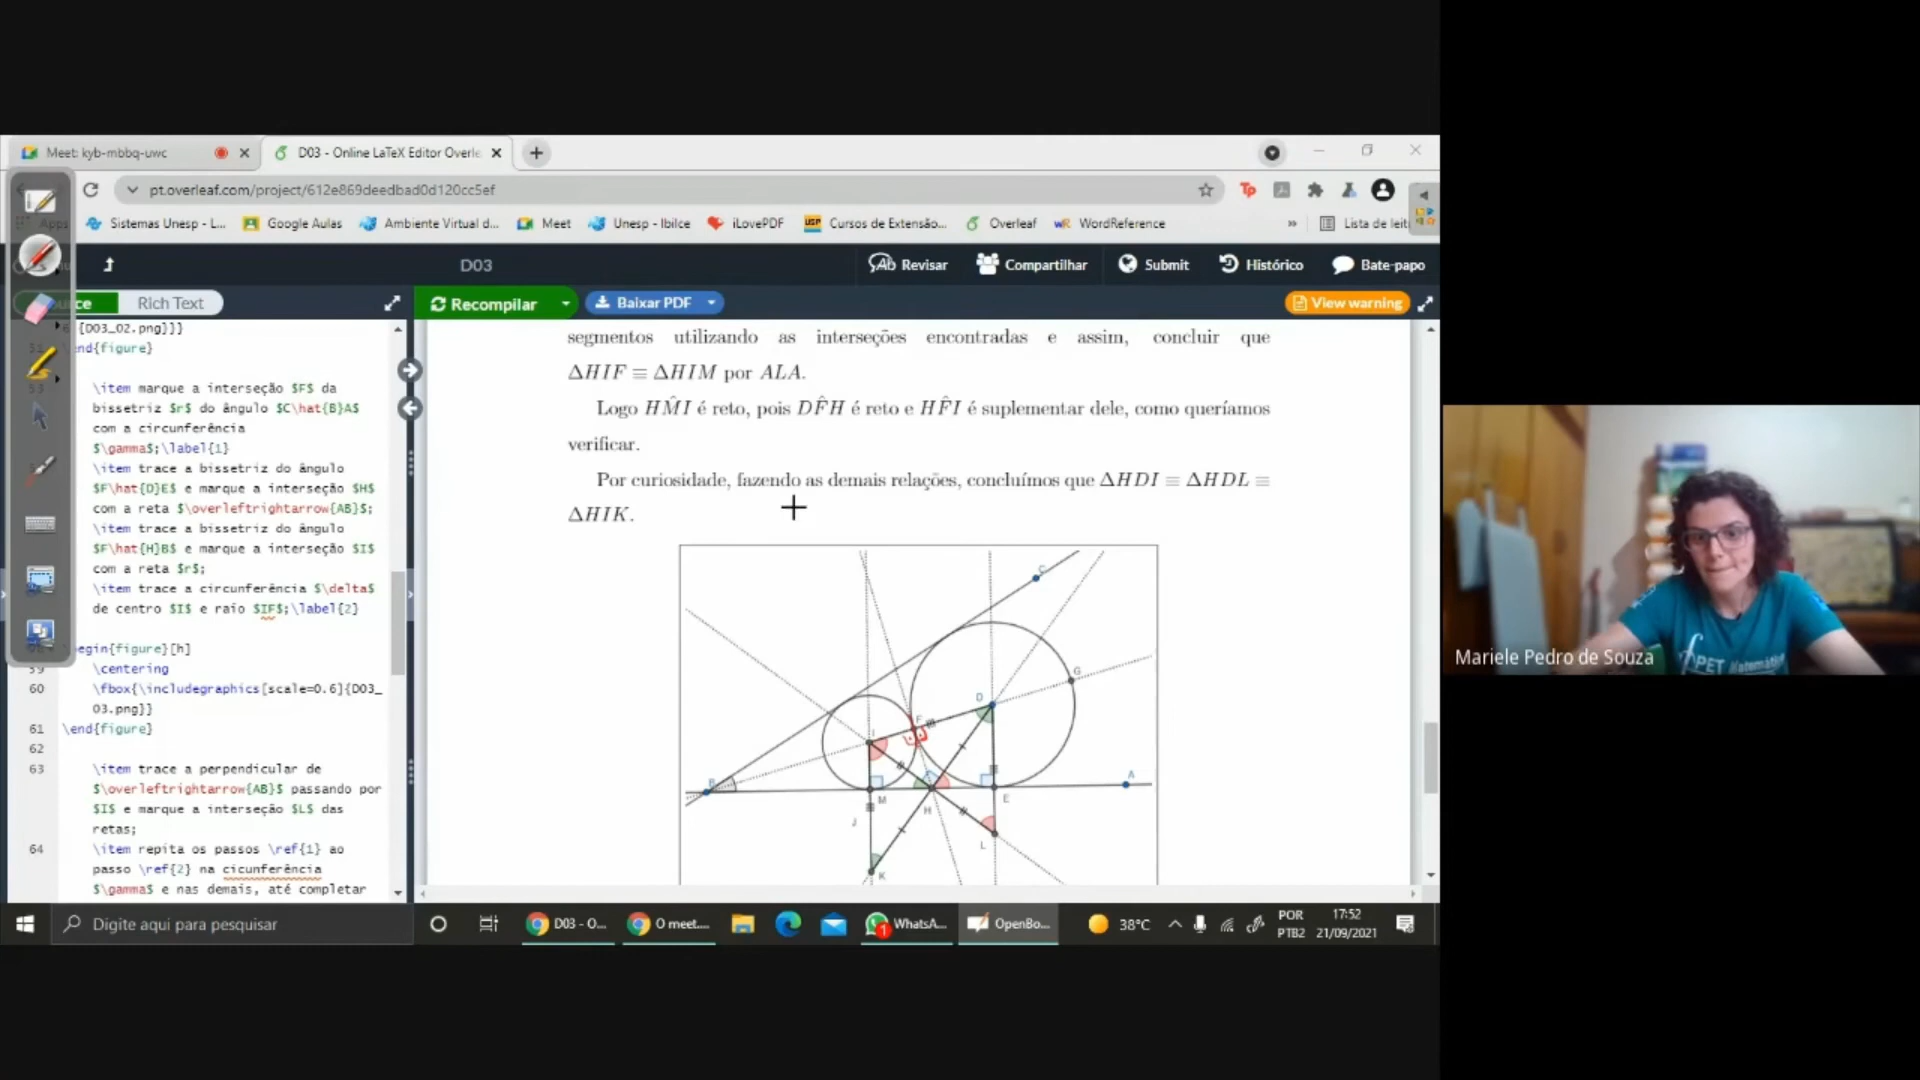 Meet: kyb-mbbq-uwc
D03 - Online LaTeX Editor Overle
pt.overleaf.com/project/612e869deedbad0d120cc5ef
Apps
Sistemas Unesp - L...
Google Aulas
Ambiente Virtual d...
Meet
Unesp - Ibilce
iLovePDF
Cursos de Extensão...
Overleaf
WordReference
»
Lista de leit
D03
Revisar
Compartilhar
Submit
Histórico
Bate-papo
Rich Text
Recompilar
Baixar PDF
View warning
{D03_02.png}}}
end{figure}
\item marque a interseção $F$ da
bissetriz $r$ do ângulo $C\hat{B}A$
com a circunferência
$\gamma$;\label{1}
\item trace a bissetriz do ângulo
$F\hat{D}E$ e marque a interseção $H$
com a reta $\overleftrightarrow{AB}$;
\item trace a bissetriz do ângulo
$F\hat{H}B$ e marque a interseção $I$
com a reta $r$;
\item trace a circunferência $\delta$
de centro $I$ e raio $IF$;\label{2}
egin{figure}[h]
59 \centering
60 \fbox{\includegraphics[scale=0.6]{D03_
03.png}}
61 \end{figure}
62
63 \item trace a perpendicular de
$\overleftrightarrow{AB}$ passando por
$I$ e marque a interseção $L$ das
retas;
64 \item repita os passos \ref{1} ao
passo \ref{2} na cicunferência
$\gamma$ e nas demais, até completar
segmentos utilizando as interseções encontradas e assim, concluir que
ΔHIF ≡ ΔHIM por ALA.
Logo HM̂I é reto, pois DF̂H é reto e HF̂I é suplementar dele, como queríamos
verificar.
Por curiosidade, fazendo as demais relações, concluímos que ΔHDI ≡ ΔHDL ≡
ΔHIK.
C
G
D
F
I
B
A
M
H
E
J
L
K
Mariele Pedro de Souza
PET Matemática
Digite aqui para pesquisar
D03 - O...
O meet....
WhatsA...
1
OpenBo...
38°C
POR
PTB2
17:52
21/09/2021